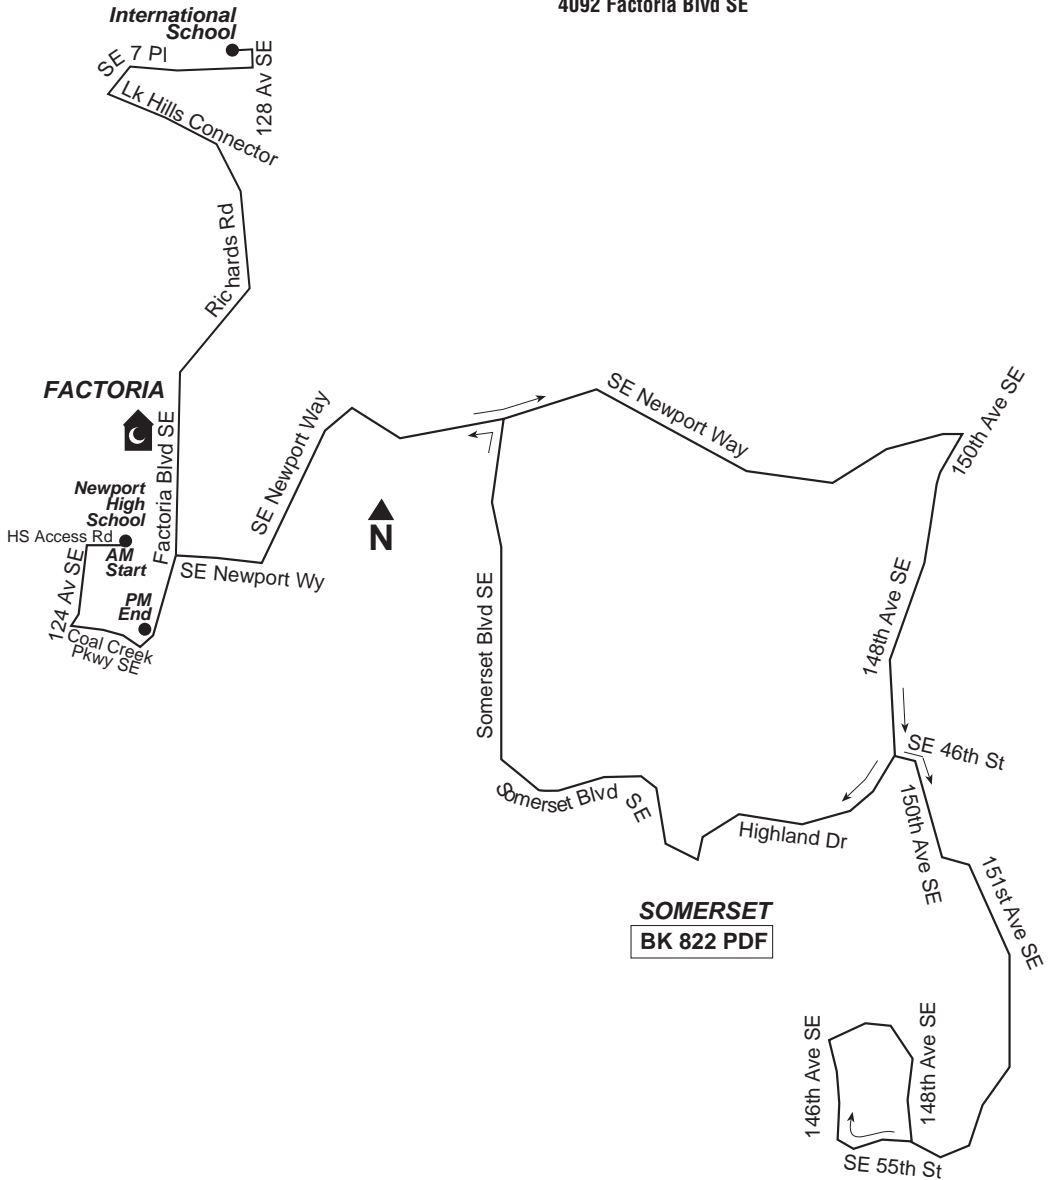 4092 Factoria Blvd SE
International
School
SE 7 Pl
128 Av SE
Lk Hills Connector
Richards Rd
FACTORIA
Factoria Blvd SE
SE Newport Way
SE Newport Way
150th Ave SE
Newport
High
School
HS Access Rd
AM
Start
124 Av SE
SE Newport Wy
N
PM
End
Coal Creek
Pkwy SE
Somerset Blvd SE
148th Ave SE
SE 46th St
Somerset Blvd SE
Highland Dr
150th Ave SE
151st Ave SE
SOMERSET
BK 822 PDF
146th Ave SE
148th Ave SE
SE 55th St